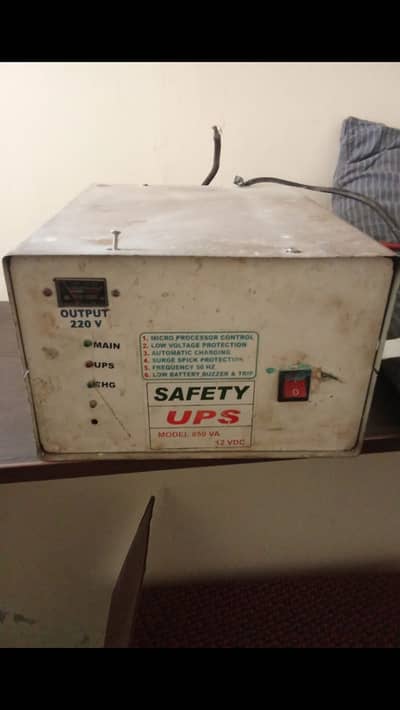 OUTPUT
220 V
MAIN
UPS
CHG
1. MICRO PROCESSOR CONTROL
2. LOW VOLTAGE PROTECTION
3. AUTOMATIC CHARGING
4. SURGE SPICK PROTECTION
5. FREQUENCY 50 HZ
6. LOW BATTERY BUZZER & TRIP
SAFETY
UPS
MODEL 850 VA
12 VDC
0